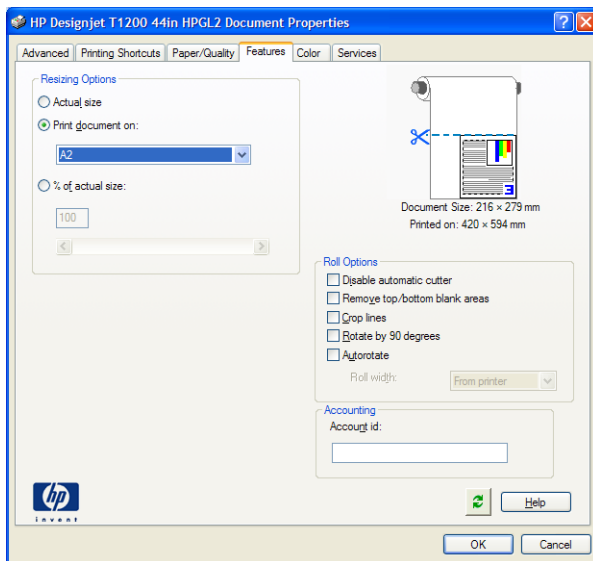 HP Designjet T1200 44in HPGL2 Document Properties
Advanced Printing Shortcuts Paper/Quality Features Color Services
Resizing Options
Actual size
Print document on:
A2
% of actual size:
100
3
Document Size: 216 × 279 mm
Printed on: 420 × 594 mm
Roll Options
Disable automatic cutter
Remove top/bottom blank areas
Crop lines
Rotate by 90 degrees
Autorotate
Roll width: From printer
Accounting
Account id:
hp
invent
Help
OK Cancel